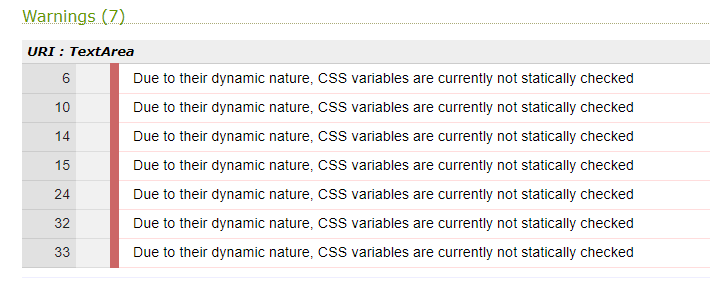 Warnings (7)
URI : TextArea
6 Due to their dynamic nature, CSS variables are currently not statically checked
10 Due to their dynamic nature, CSS variables are currently not statically checked
14 Due to their dynamic nature, CSS variables are currently not statically checked
15 Due to their dynamic nature, CSS variables are currently not statically checked
24 Due to their dynamic nature, CSS variables are currently not statically checked
32 Due to their dynamic nature, CSS variables are currently not statically checked
33 Due to their dynamic nature, CSS variables are currently not statically checked